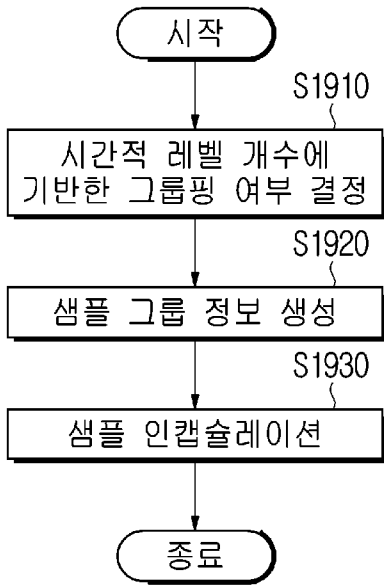 시작
S1910
시간적 레벨 개수에
기반한 그룹핑 여부 결정
S1920
샘플 그룹 정보 생성
S1930
샘플 인캡슐레이션
종료